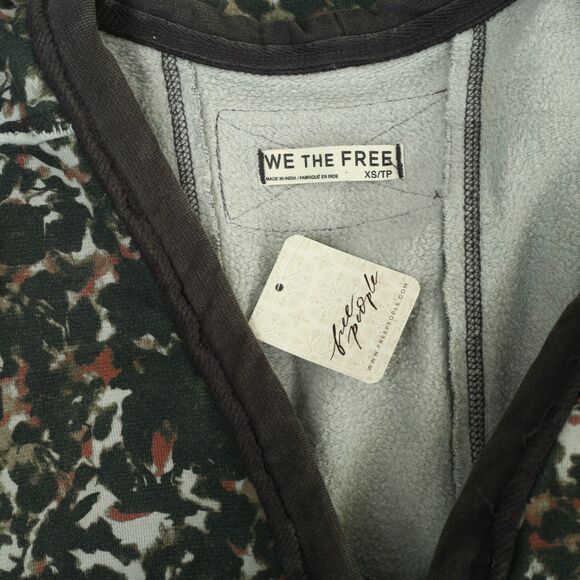 WE THE FREE
MADE IN INDIA / FABRIQUÉ EN INDE XS/TP
free
people
WWW.FREEPEOPLE.COM